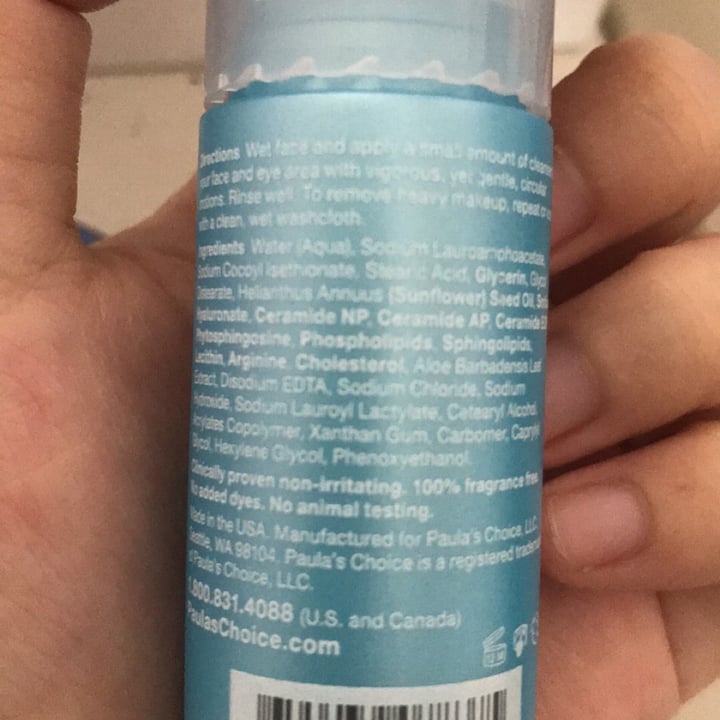 Directions Wet face and apply a small amount of
your face and eye area with vigorous, yet gentle, circular
motions. Rinse well. To remove heavy makeup, repeat or
with a clean, wet washcloth.
Ingredients Water (Aqua), Sodium Lauroamphoacetate,
Sodium Cocoyl Isethionate, Stearic Acid, Glycerin,
Distearate, Helianthus Annuus (Sunflower) Seed Oil,
Hyaluronate, Ceramide NP, Ceramide AP, Ceramide
Phytosphingosine, Phospholipids, Sphingolipids,
Lecithin, Arginine, Cholesterol, Aloe Barbadensis Leaf
Extract, Disodium EDTA, Sodium Chloride, Sodium
Hydroxide, Sodium Lauroyl Lactylate, Cetearyl Alcohol,
Acrylates Copolymer, Xanthan Gum, Carbomer, Caprylyl
Glycol, Hexylene Glycol, Phenoxyethanol.
Clinically proven non-irritating. 100% fragrance free.
No added dyes. No animal testing.
Made in the USA. Manufactured for Paula's Choice, LLC,
Seattle, WA 98104. Paula's Choice is a registered
of Paula's Choice, LLC.
1.800.831.4088 (U.S. and Canada)
PaulasChoice.com